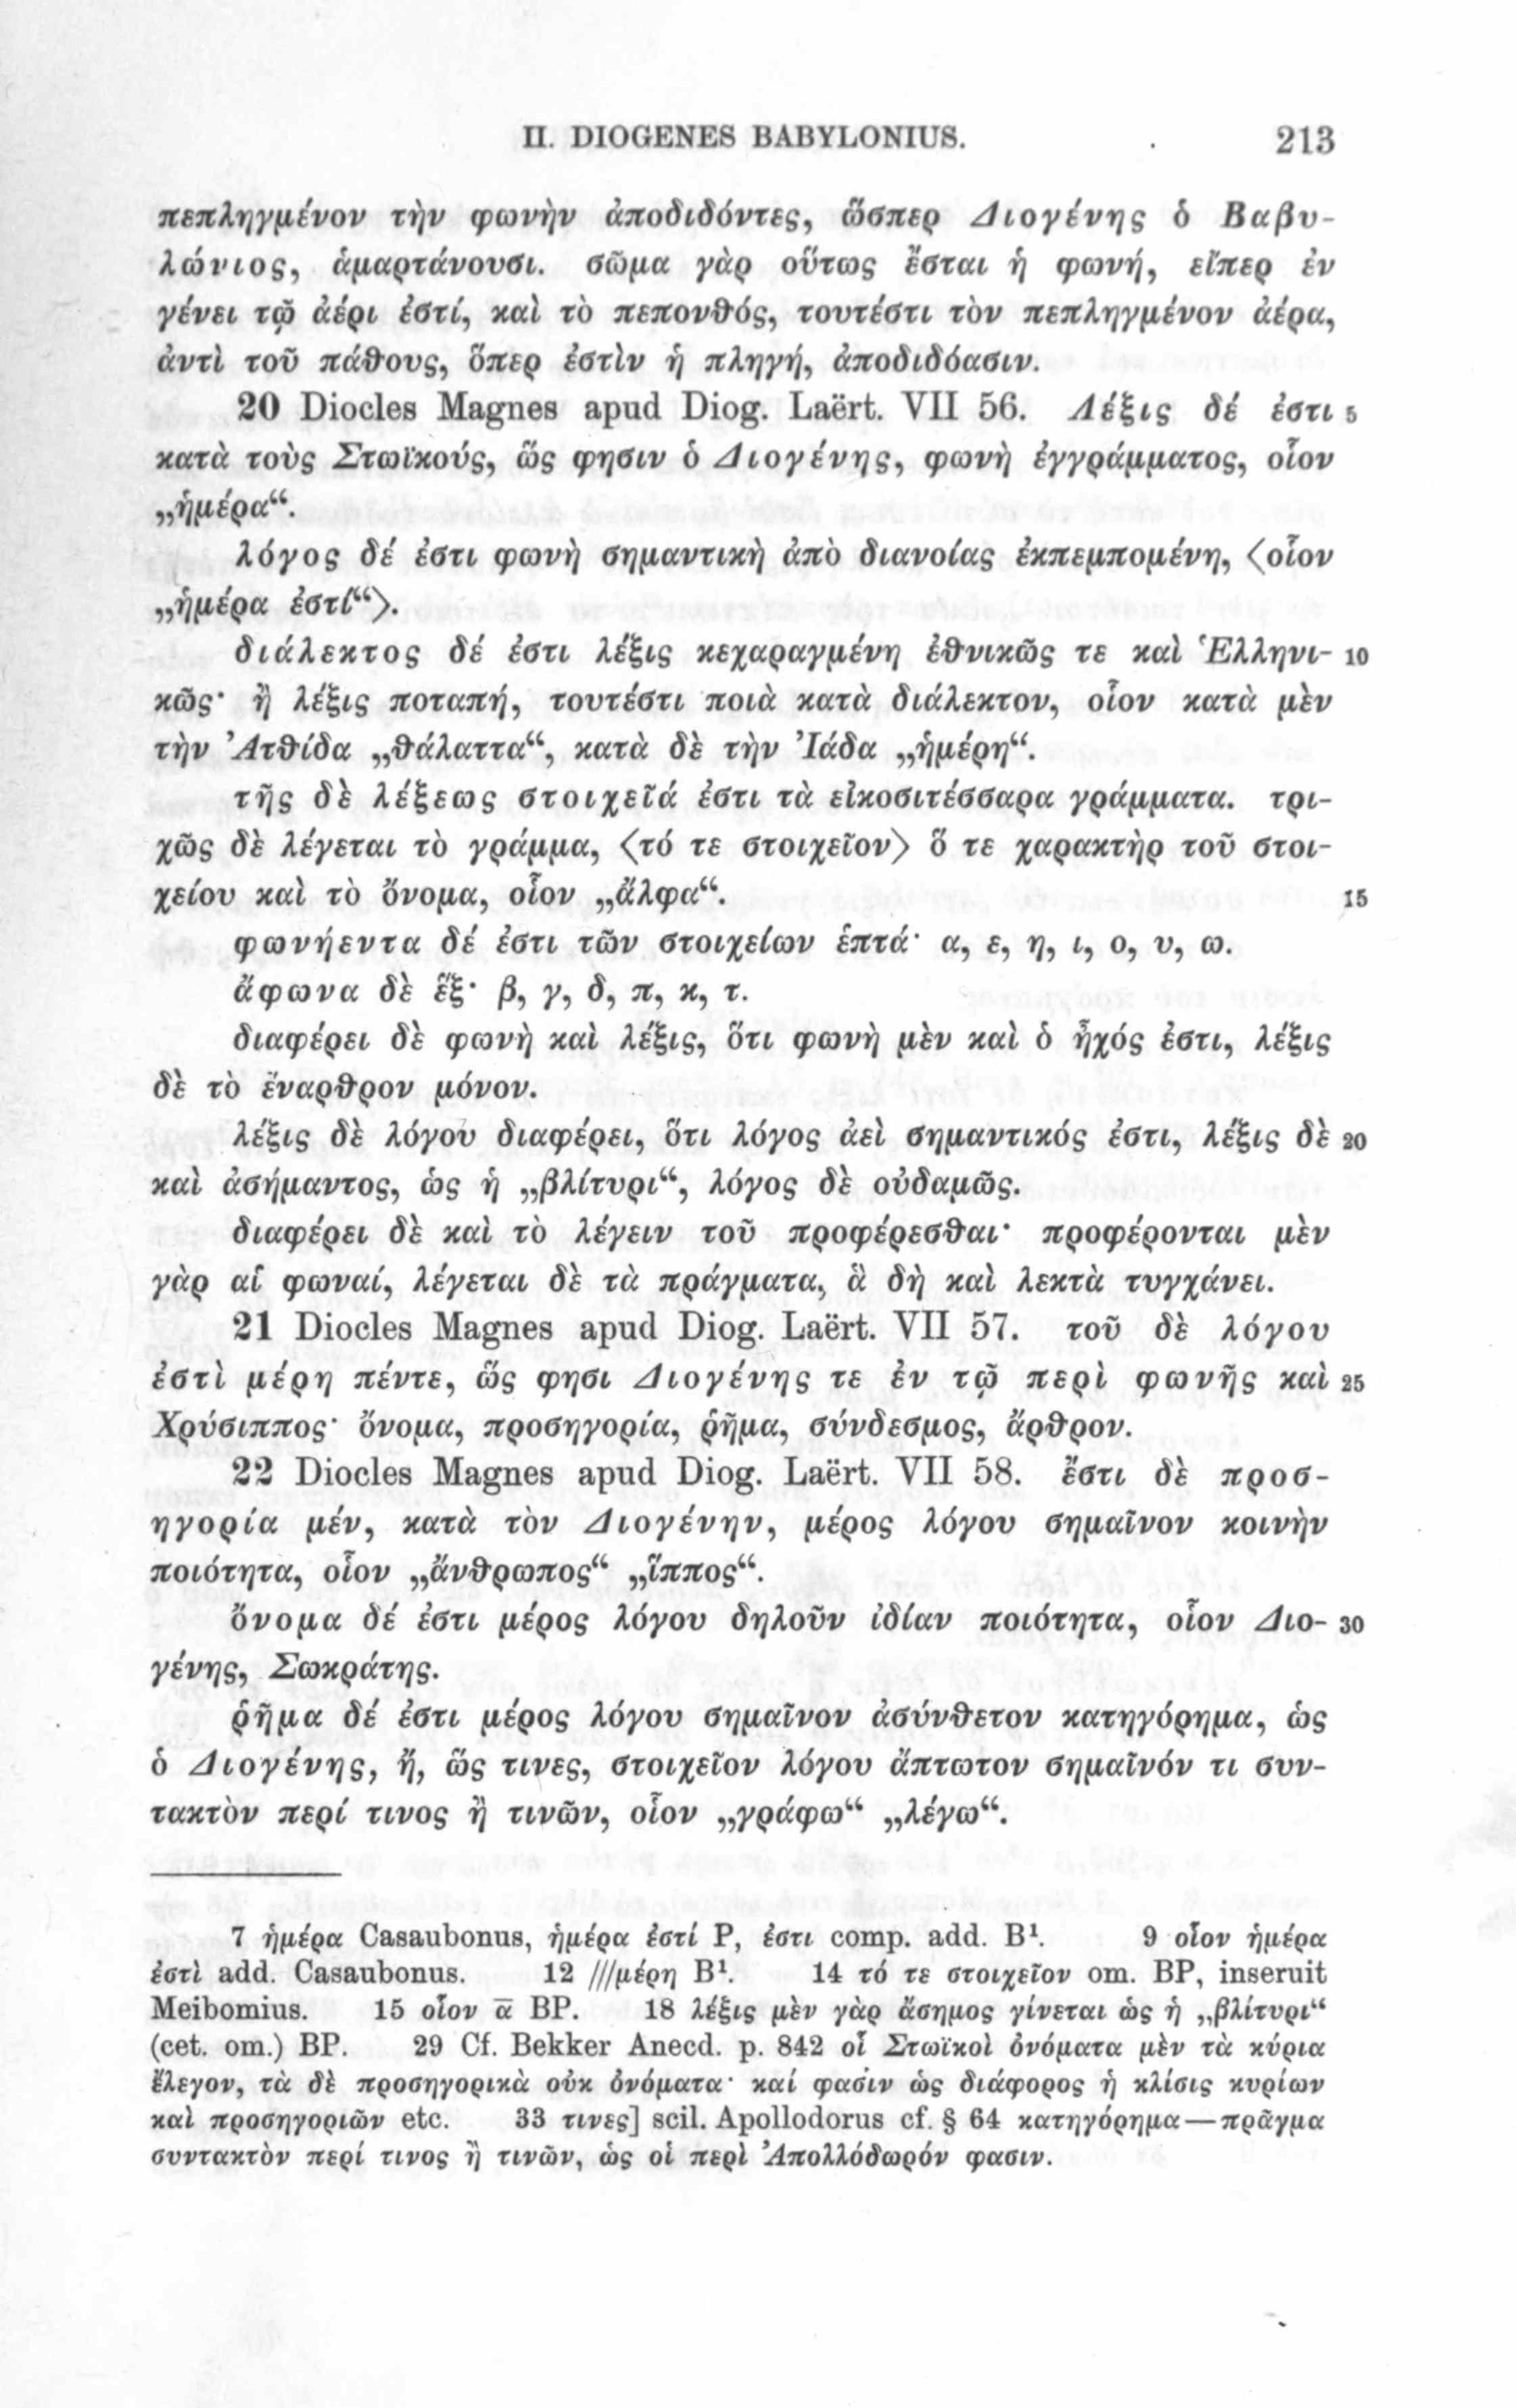 II. DIOGENES BABYLONIUS. 213
πεπληγμένον τὴν φωνὴν ἀποδιδόντες, ὥσπερ Διογένης ὁ Βαβυ-
λώνιος, ἁμαρτάνουσι. σῶμα γὰρ οὕτως ἔσται ἡ φωνή, εἴπερ ἐν
γένει τῷ ἀέρι ἐστί, καὶ τὸ πεπονθός, τουτέστι τὸν πεπληγμένον ἀέρα,
ἀντὶ τοῦ πάθους, ὅπερ ἐστὶν ἡ πληγή, ἀποδιδόασιν.
20 Diocles Magnes apud Diog. Laërt. VII 56. Λέξις δέ ἐστι 5
κατὰ τοὺς Στωϊκούς, ὥς φησιν ὁ Διογένης, φωνὴ ἐγγράμματος, οἷον
„ἡμέρα“.
λόγος δέ ἐστι φωνὴ σημαντικὴ ἀπὸ διανοίας ἐκπεμπομένη, 〈οἷον
„ἡμέρα ἐστί“〉.
διάλεκτος δέ ἐστι λέξις κεχαραγμένη ἐθνικῶς τε καὶ Ἑλληνι- 10
κῶς· ἢ λέξις ποταπή, τουτέστι ποιὰ κατὰ διάλεκτον, οἷον κατὰ μὲν
τὴν Ἀτθίδα „θάλαττα“, κατὰ δὲ τὴν Ἰάδα „ἡμέρη“.
τῆς δὲ λέξεως στοιχεῖά ἐστι τὰ εἰκοσιτέσσαρα γράμματα. τρι-
χῶς δὲ λέγεται τὸ γράμμα, 〈τό τε στοιχεῖον〉 ὅ τε χαρακτὴρ τοῦ στοι-
χείου καὶ τὸ ὄνομα, οἷον „ἄλφα“. 15
φωνήεντα δέ ἐστι τῶν στοιχείων ἑπτά· α, ε, η, ι, ο, υ, ω.
ἄφωνα δὲ ἕξ· β, γ, δ, π, κ, τ.
διαφέρει δὲ φωνὴ καὶ λέξις, ὅτι φωνὴ μὲν καὶ ὁ ἦχός ἐστι, λέξις
δὲ τὸ ἔναρθρον μόνον.
λέξις δὲ λόγου διαφέρει, ὅτι λόγος ἀεὶ σημαντικός ἐστι, λέξις δὲ 20
καὶ ἀσήμαντος, ὡς ἡ „βλίτυρι“, λόγος δὲ οὐδαμῶς.
διαφέρει δὲ καὶ τὸ λέγειν τοῦ προφέρεσθαι· προφέρονται μὲν
γὰρ αἱ φωναί, λέγεται δὲ τὰ πράγματα, ἃ δὴ καὶ λεκτὰ τυγχάνει.
21 Diocles Magnes apud Diog. Laërt. VII 57. τοῦ δὲ λόγου
ἐστὶ μέρη πέντε, ὥς φησι Διογένης τε ἐν τῷ περὶ φωνῆς καὶ 25
Χρύσιππος· ὄνομα, προσηγορία, ῥῆμα, σύνδεσμος, ἄρθρον.
22 Diocles Magnes apud Diog. Laërt. VII 58. ἔστι δὲ προσ-
ηγορία μέν, κατὰ τὸν Διογένην, μέρος λόγου σημαῖνον κοινὴν
ποιότητα, οἷον „ἄνθρωπος“ „ἵππος“.
ὄνομα δέ ἐστι μέρος λόγου δηλοῦν ἰδίαν ποιότητα, οἷον Διο- 30
γένης, Σωκράτης.
ῥῆμα δέ ἐστι μέρος λόγου σημαῖνον ἀσύνθετον κατηγόρημα, ὡς
ὁ Διογένης, ἤ, ὥς τινες, στοιχεῖον λόγου ἄπτωτον σημαῖνόν τι συν-
τακτὸν περί τινος ἢ τινῶν, οἷον „γράφω“ „λέγω“.
7 ἡμέρα Casaubonus, ἡμέρα ἐστί P, ἐστι comp. add. B¹. 9 οἷον ἡμέρα
ἐστὶ add. Casaubonus. 12 ///μέρη B¹. 14 τό τε στοιχεῖον om. BP, inseruit
Meibomius. 15 οἷον ᾱ BP. 18 λέξις μὲν γὰρ ἄσημος γίνεται ὡς ἡ „βλίτυρι“
(cet. om.) BP. 29 Cf. Bekker Anecd. p. 842 οἱ Στωϊκοὶ ὀνόματα μὲν τὰ κύρια
ἔλεγον, τὰ δὲ προσηγορικὰ οὐκ ὀνόματα· καί φασιν ὡς διάφορος ἡ κλίσις κυρίων
καὶ προσηγοριῶν etc. 33 τινες] scil. Apollodorus cf. § 64 κατηγόρημα—πρᾶγμα
συντακτὸν περί τινος ἢ τινῶν, ὡς οἱ περὶ Ἀπολλόδωρόν φασιν.